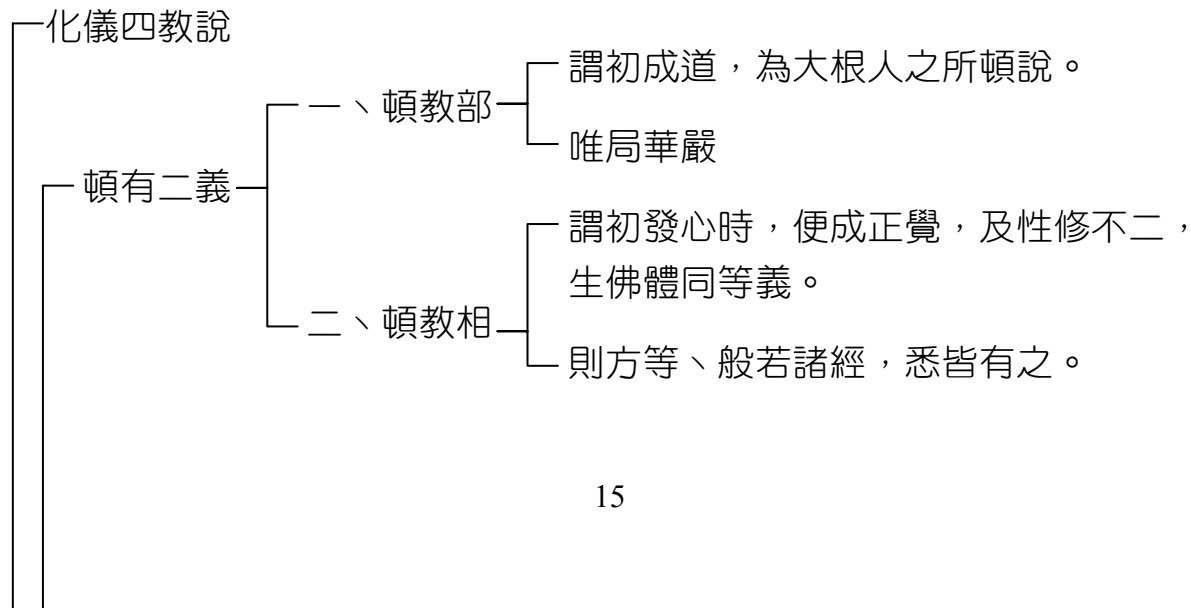 化儀四教說
頓有二義
一、頓教部
謂初成道，為大根人之所頓說。
唯局華嚴
二、頓教相
謂初發心時，便成正覺，及性修不二，
生佛體同等義。
則方等、般若諸經，悉皆有之。
15